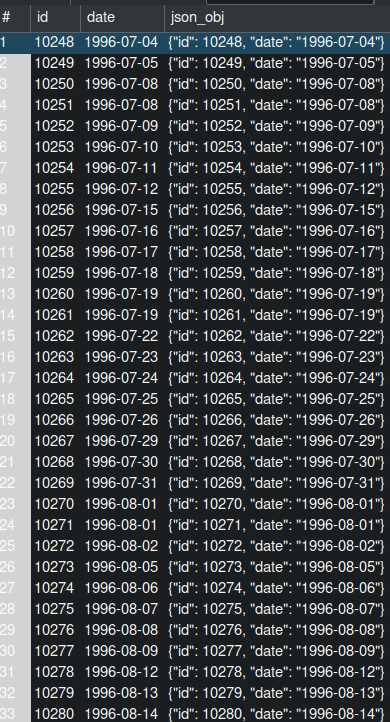 # id date json_obj
1 10248 1996-07-04 {"id": 10248, "date": "1996-07-04"}
2 10249 1996-07-05 {"id": 10249, "date": "1996-07-05"}
3 10250 1996-07-08 {"id": 10250, "date": "1996-07-08"}
4 10251 1996-07-08 {"id": 10251, "date": "1996-07-08"}
5 10252 1996-07-09 {"id": 10252, "date": "1996-07-09"}
6 10253 1996-07-10 {"id": 10253, "date": "1996-07-10"}
7 10254 1996-07-11 {"id": 10254, "date": "1996-07-11"}
8 10255 1996-07-12 {"id": 10255, "date": "1996-07-12"}
9 10256 1996-07-15 {"id": 10256, "date": "1996-07-15"}
10 10257 1996-07-16 {"id": 10257, "date": "1996-07-16"}
11 10258 1996-07-17 {"id": 10258, "date": "1996-07-17"}
12 10259 1996-07-18 {"id": 10259, "date": "1996-07-18"}
13 10260 1996-07-19 {"id": 10260, "date": "1996-07-19"}
14 10261 1996-07-19 {"id": 10261, "date": "1996-07-19"}
15 10262 1996-07-22 {"id": 10262, "date": "1996-07-22"}
16 10263 1996-07-23 {"id": 10263, "date": "1996-07-23"}
17 10264 1996-07-24 {"id": 10264, "date": "1996-07-24"}
18 10265 1996-07-25 {"id": 10265, "date": "1996-07-25"}
19 10266 1996-07-26 {"id": 10266, "date": "1996-07-26"}
20 10267 1996-07-29 {"id": 10267, "date": "1996-07-29"}
21 10268 1996-07-30 {"id": 10268, "date": "1996-07-30"}
22 10269 1996-07-31 {"id": 10269, "date": "1996-07-31"}
23 10270 1996-08-01 {"id": 10270, "date": "1996-08-01"}
24 10271 1996-08-01 {"id": 10271, "date": "1996-08-01"}
25 10272 1996-08-02 {"id": 10272, "date": "1996-08-02"}
26 10273 1996-08-05 {"id": 10273, "date": "1996-08-05"}
27 10274 1996-08-06 {"id": 10274, "date": "1996-08-06"}
28 10275 1996-08-07 {"id": 10275, "date": "1996-08-07"}
29 10276 1996-08-08 {"id": 10276, "date": "1996-08-08"}
30 10277 1996-08-09 {"id": 10277, "date": "1996-08-09"}
31 10278 1996-08-12 {"id": 10278, "date": "1996-08-12"}
32 10279 1996-08-13 {"id": 10279, "date": "1996-08-13"}
33 10280 1996-08-14 {"id": 10280, "date": "1996-08-14"}